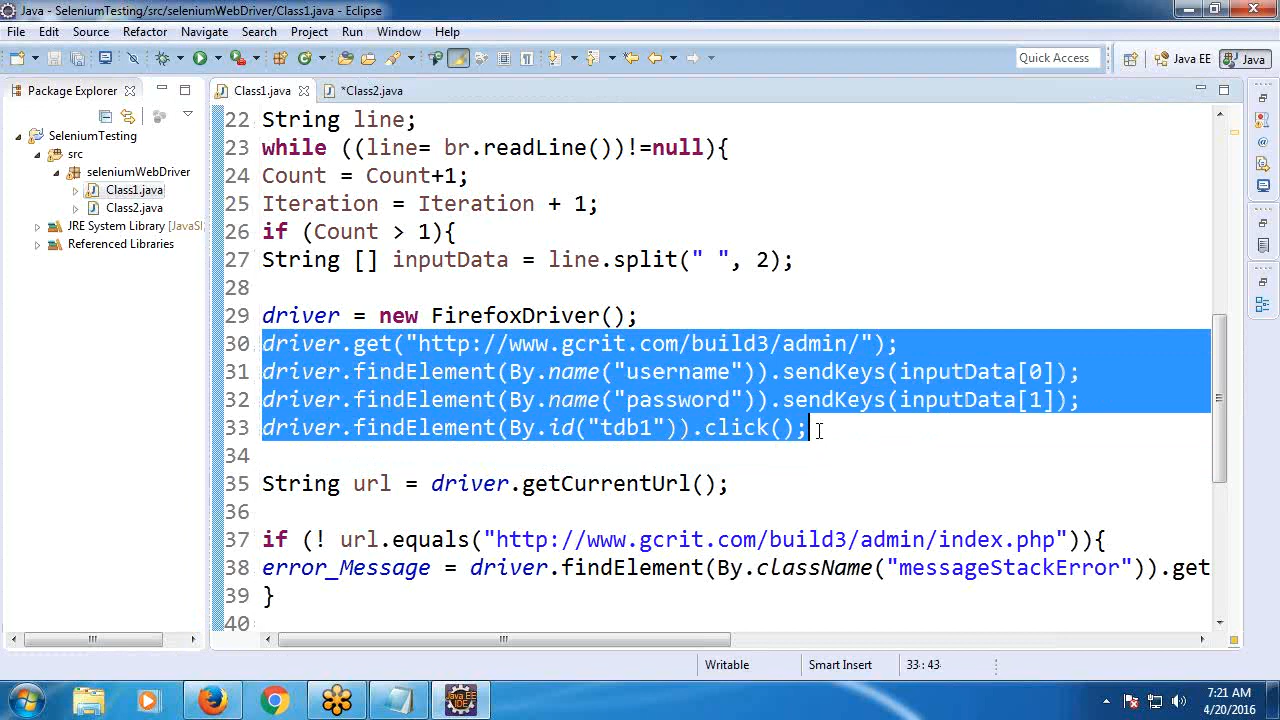 Java - SeleniumTesting/src/seleniumWebDriver/Class1.java - Eclipse
File Edit Source Refactor Navigate Search Project Run Window Help
Quick Access Java EE Java
Package Explorer
Class1.java *Class2.java
SeleniumTesting
src
seleniumWebDriver
Class1.java
Class2.java
JRE System Library [JavaSI
Referenced Libraries
22 String line;
23 while ((line= br.readLine())!=null){
24 Count = Count+1;
25 Iteration = Iteration + 1;
26 if (Count > 1){
27 String [] inputData = line.split(" ", 2);
28
29 driver = new FirefoxDriver();
30 driver.get("http://www.gcrit.com/build3/admin/");
31 driver.findElement(By.name("username")).sendKeys(inputData[0]);
32 driver.findElement(By.name("password")).sendKeys(inputData[1]);
33 driver.findElement(By.id("tdb1")).click();
34
35 String url = driver.getCurrentUrl();
36
37 if (! url.equals("http://www.gcrit.com/build3/admin/index.php")){
38 error_Message = driver.findElement(By.className("messageStackError")).get
39 }
40
Writable Smart Insert 33 : 43
Java EE
IDE
7:21 AM
4/20/2016